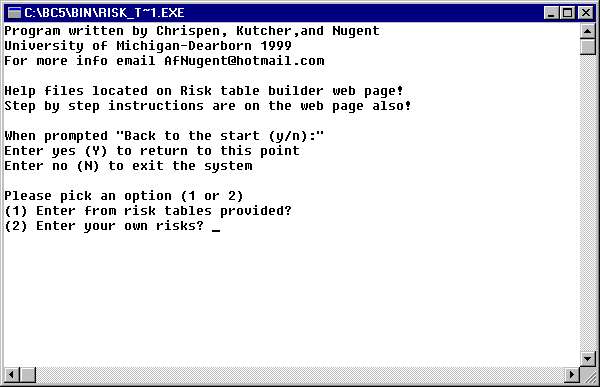 C:\BC5\BIN\RISK_T~1.EXE
Program written by Chrispen, Kutcher,and Nugent
University of Michigan-Dearborn 1999
For more info email AfNugent@hotmail.com
Help files located on Risk table builder web page!
Step by step instructions are on the web page also!
When prompted "Back to the start (y/n):"
Enter yes (Y) to return to this point
Enter no (N) to exit the system
Please pick an option (1 or 2)
(1) Enter from risk tables provided?
(2) Enter your own risks? _